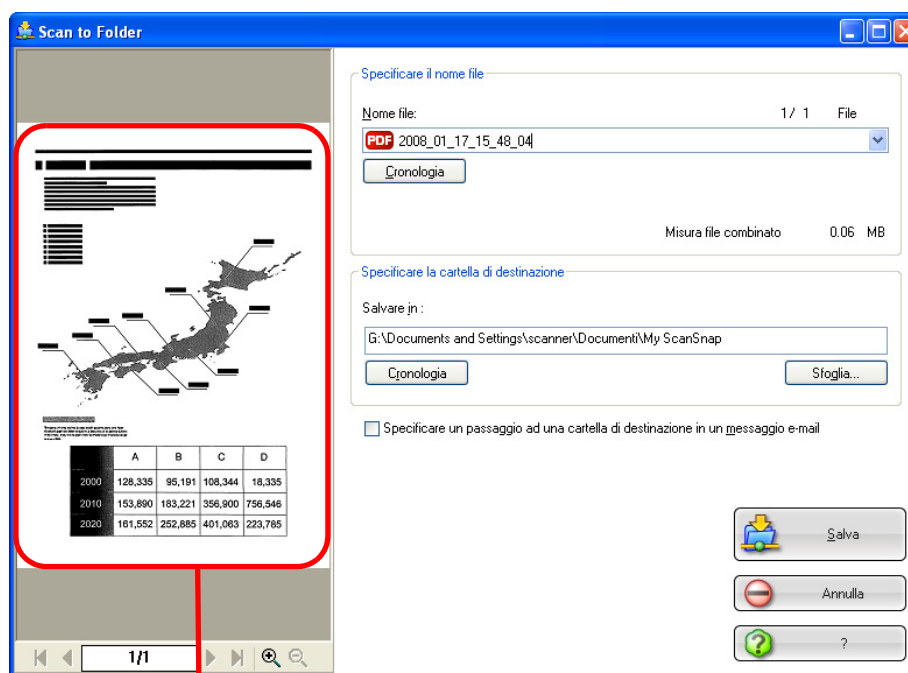 Scan to Folder
Specificare il nome file
Nome file:
1/ 1 File
PDF 2008_01_17_15_48_04
Cronologia
Misura file combinato 0.06 MB
Specificare la cartella di destinazione
Salvare in :
G:\Documents and Settings\scanner\Documenti\My ScanSnap
Cronologia
Sfoglia...
Specificare un passaggio ad una cartella di destinazione in un messaggio e-mail
A B C D
2000 128,335 95,191 108,344 18,335
2010 153,890 183,221 356,900 756,546
2020 161,552 252,885 401,063 223,785
Salva
Annulla
?
1/1